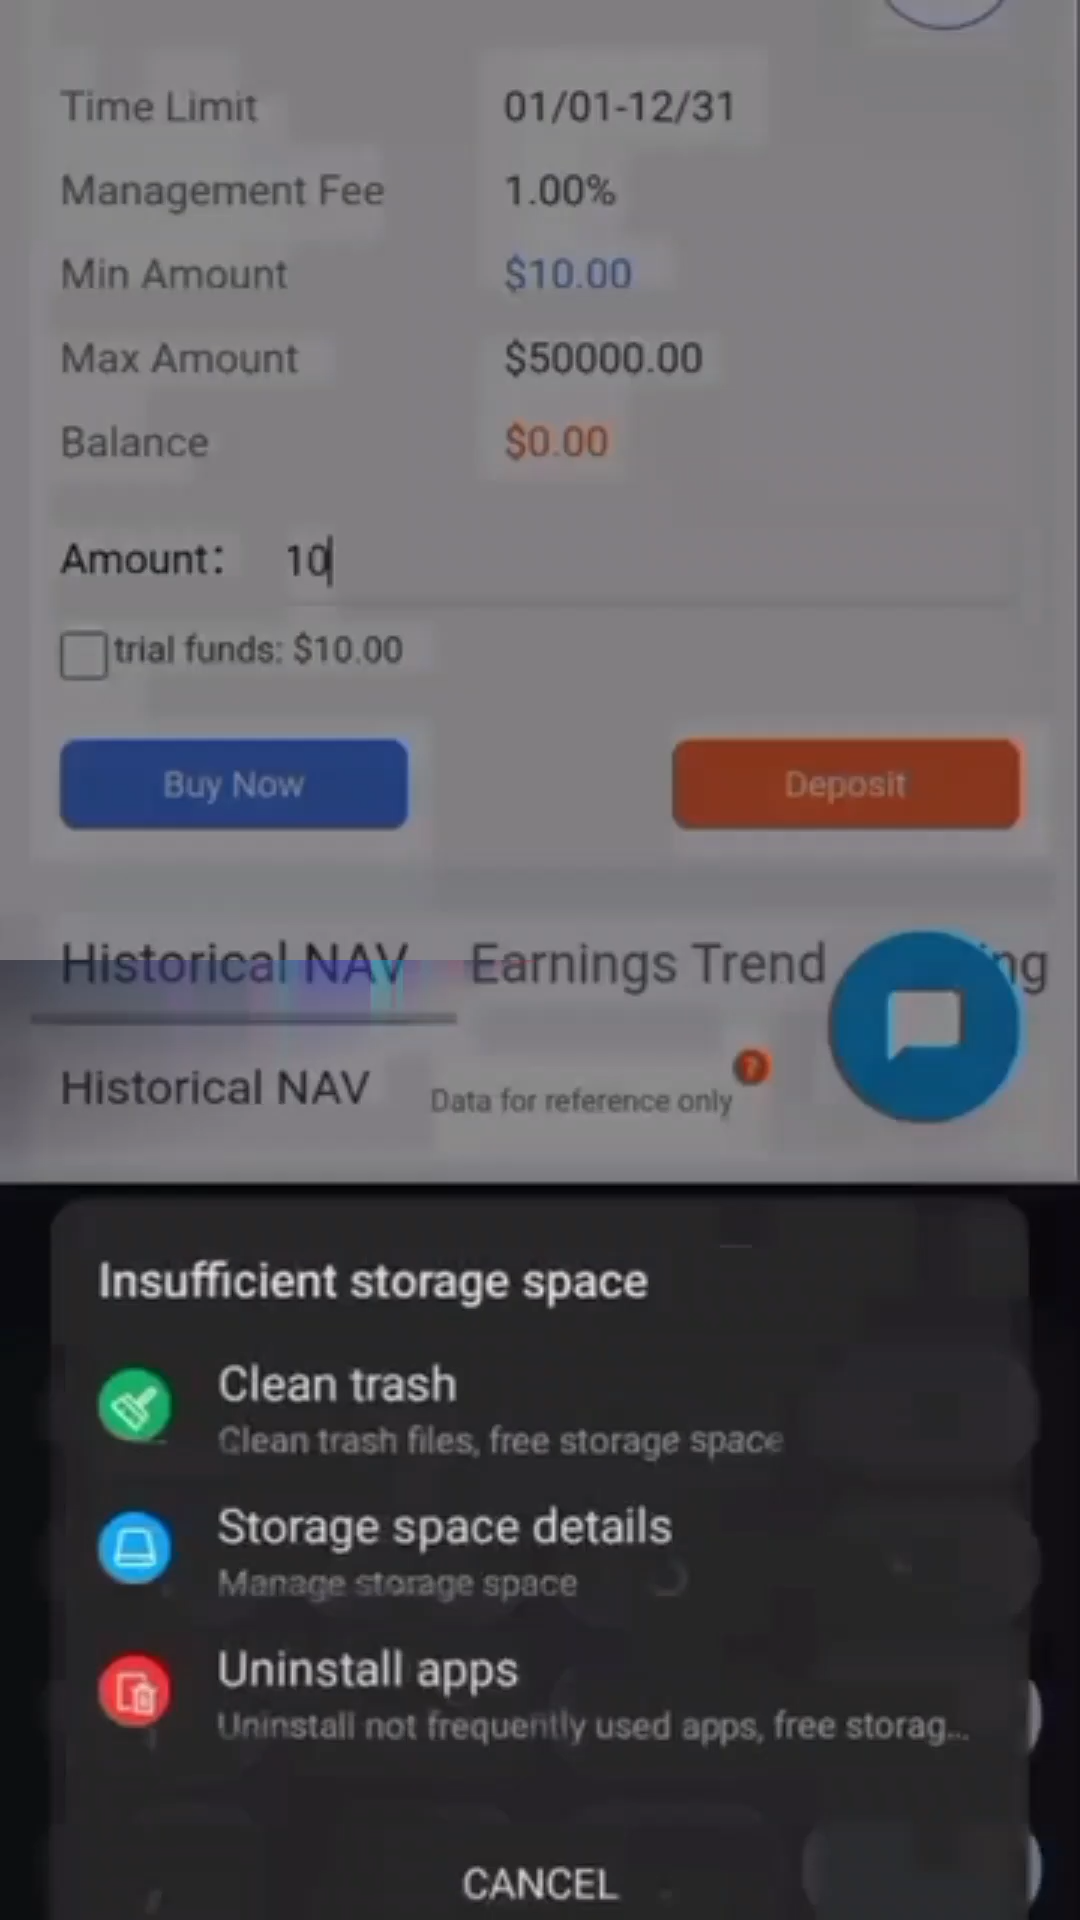 Time Limit 01/01-12/31
Management Fee 1.00%
Min Amount $10.00
Max Amount $50000.00
Balance $0.00
Amount: 10
trial funds: $10.00
Buy Now Deposit
Historical NAV Earnings Trend ng
Historical NAV Data for reference only ?
Insufficient storage space
Clean trash
Clean trash files, free storage space
Storage space details
Manage storage space
Uninstall apps
Uninstall not frequently used apps, free storag...
CANCEL